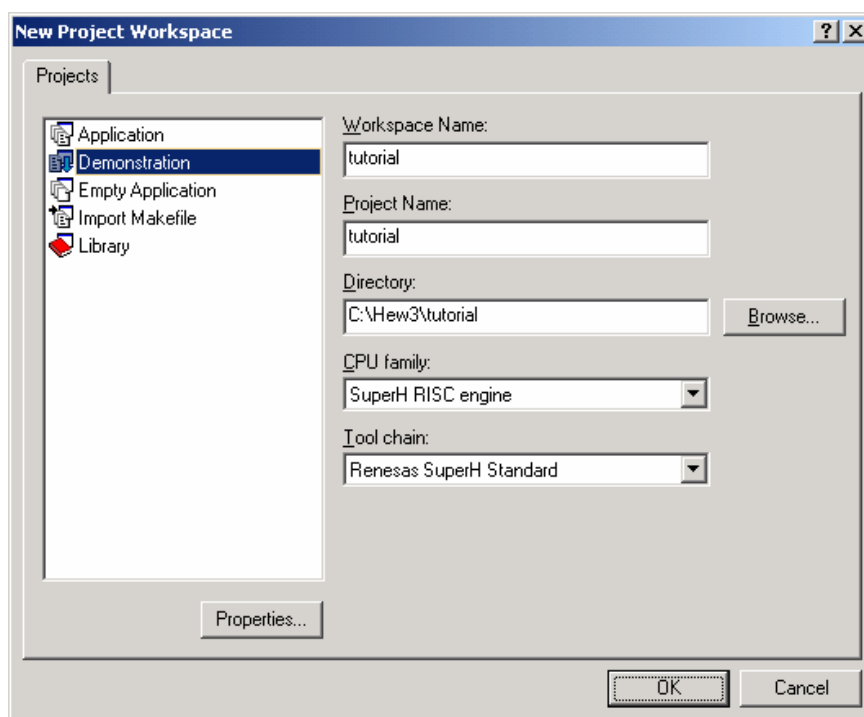 New Project Workspace
Projects
Application
Demonstration
Empty Application
Import Makefile
Library
Properties...
Workspace Name:
tutorial
Project Name:
tutorial
Directory:
C:\Hew3\tutorial
Browse...
CPU family:
SuperH RISC engine
Tool chain:
Renesas SuperH Standard
OK
Cancel